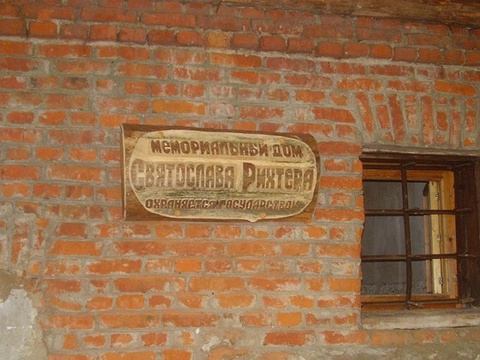 МЕМОРИАЛЬНЫЙ ДОМ
СВЯТОСЛАВА РИХТЕРА
ОХРАНЯЕТСЯ ГОСУДАРСТВОМ